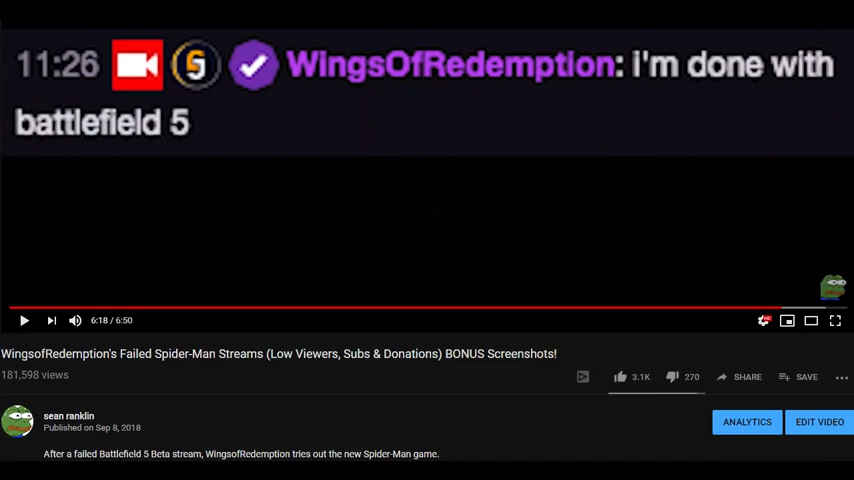 11:26 WingsOfRedemption: i'm done with
battlefield 5
6:18 / 6:50
HD
WingsofRedemption's Failed Spider-Man Streams (Low Viewers, Subs & Donations) BONUS Screenshots!
181,598 views
3.1K 270 SHARE SAVE
sean ranklin
Published on Sep 8, 2018
ANALYTICS EDIT VIDEO
After a failed Battlefield 5 Beta stream, WingsofRedemption tries out the new Spider-Man game.